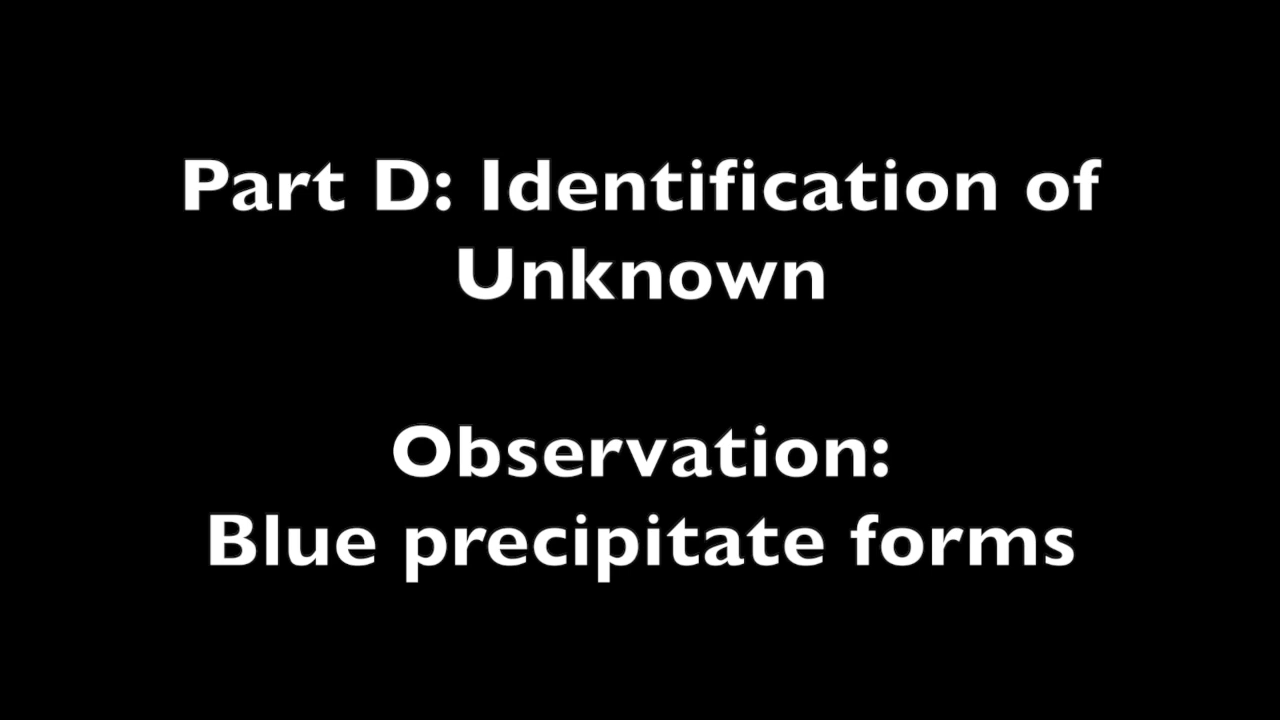 Part D: Identification of
Unknown
Observation:
Blue precipitate forms